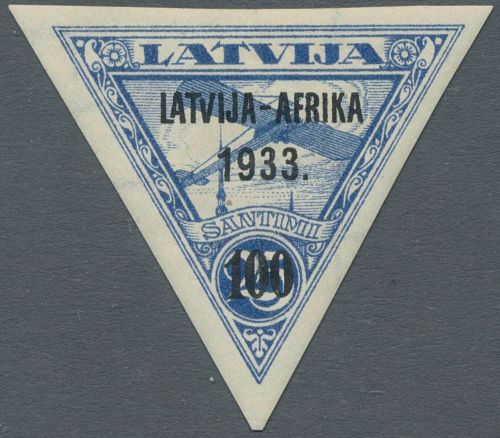 LATVIJA
LATVIJA-AFRIKA
1933.
SANTIMI
100